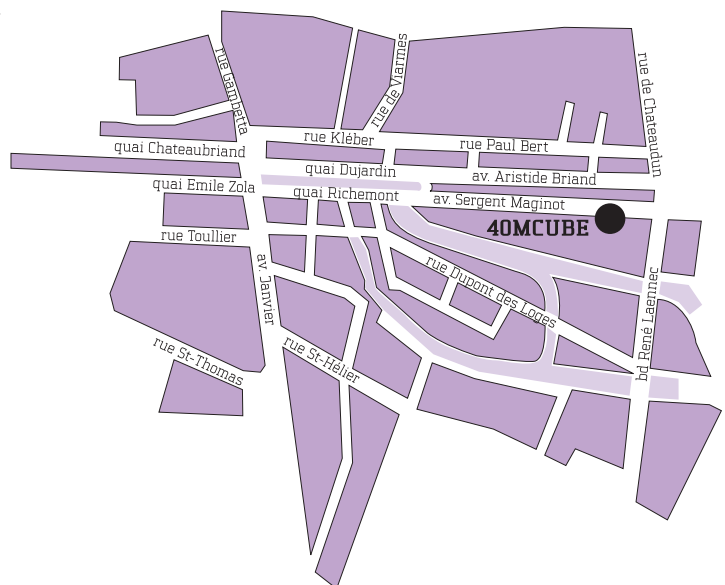 rue Gambetta
rue de Viarmes
rue de Chateaudun
rue Kléber
rue Paul Bert
quai Chateaubriand
quai Dujardin
av. Aristide Briand
quai Emile Zola
quai Richemont
av. Sergent Maginot
40MCUBE
rue Toullier
av. Janvier
rue Dupont des Loges
bd René Laennec
rue St-Thomas
rue St-Hélier